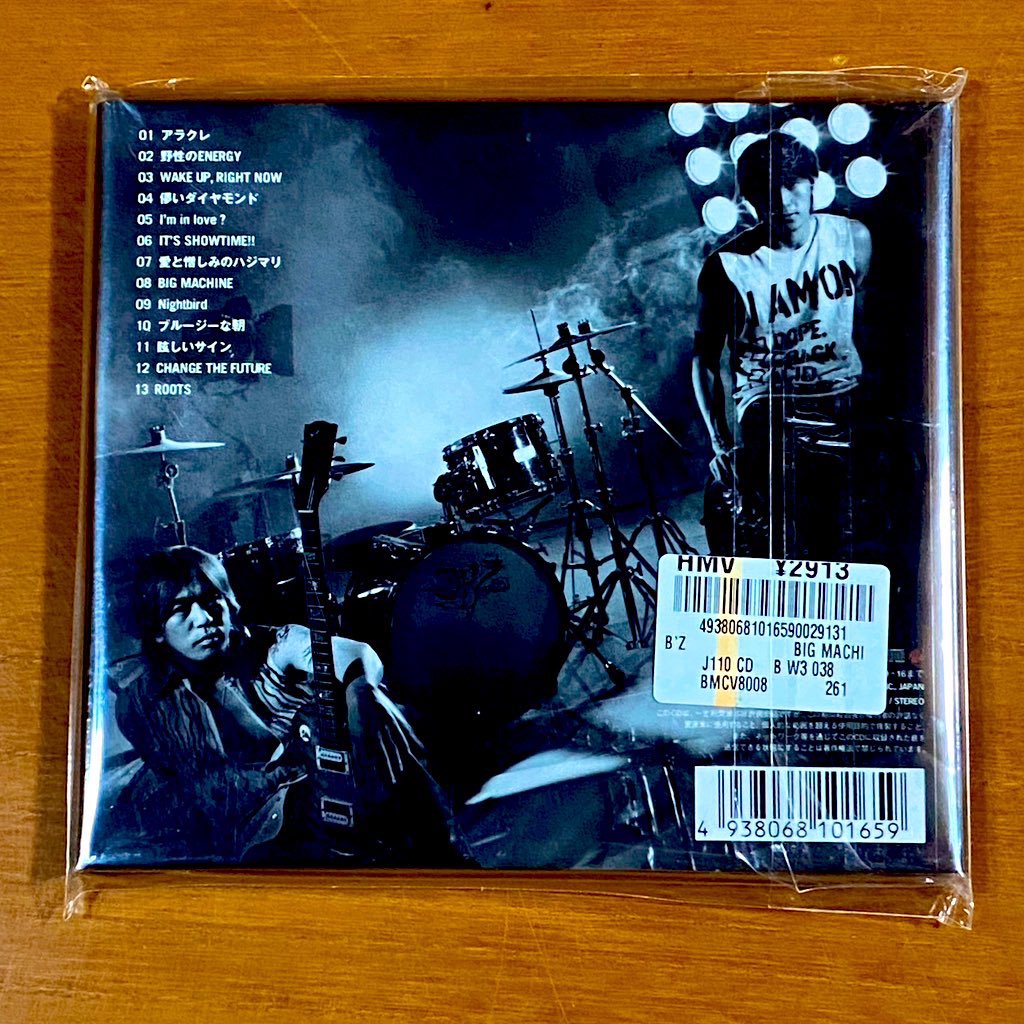 01 アラクレ
02 野性のENERGY
03 WAKE UP, RIGHT NOW
04 儚いダイヤモンド
05 I'm in love?
06 IT'S SHOWTIME!!
07 愛と憎しみのハジマリ
08 BIG MACHINE
09 Nightbird
10 ブルージーな朝
11 眩しいサイン
12 CHANGE THE FUTURE
13 ROOTS
HMV ¥2913
49380681016590029131
B'Z BIG MACHI
J110 CD B W3 038
BMCV8008 261
JAPAN
/ STEREO
4 938068 101659